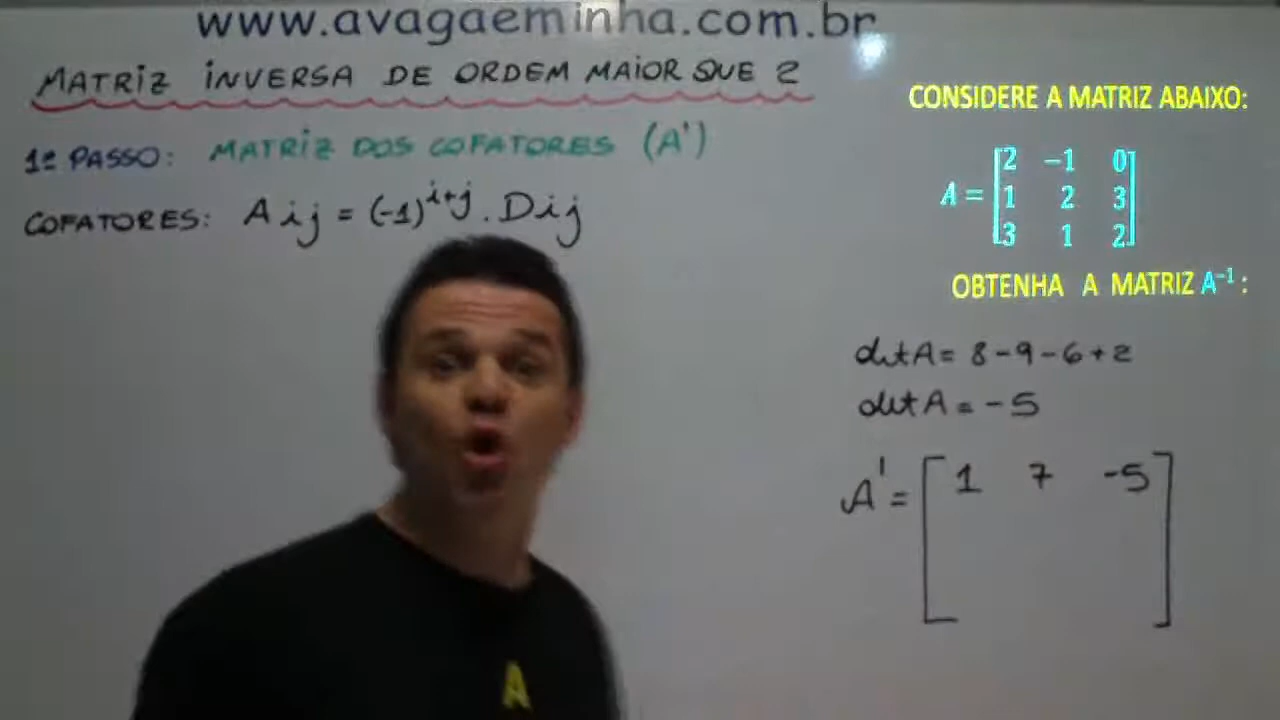 www.avagaeminha.com.br
MATRIZ INVERSA DE ORDEM MAIOR QUE 2
1º PASSO: MATRIZ DOS COFATORES (A')
COFATORES: Aij = (-1)^{i+j} . Dij
CONSIDERE A MATRIZ ABAIXO:
A = [2 -1 0
1 2 3
3 1 2]
OBTENHA A MATRIZ A⁻¹ :
det A = 8 - 9 - 6 + 2
det A = - 5
A' = [1 7 -5]
A